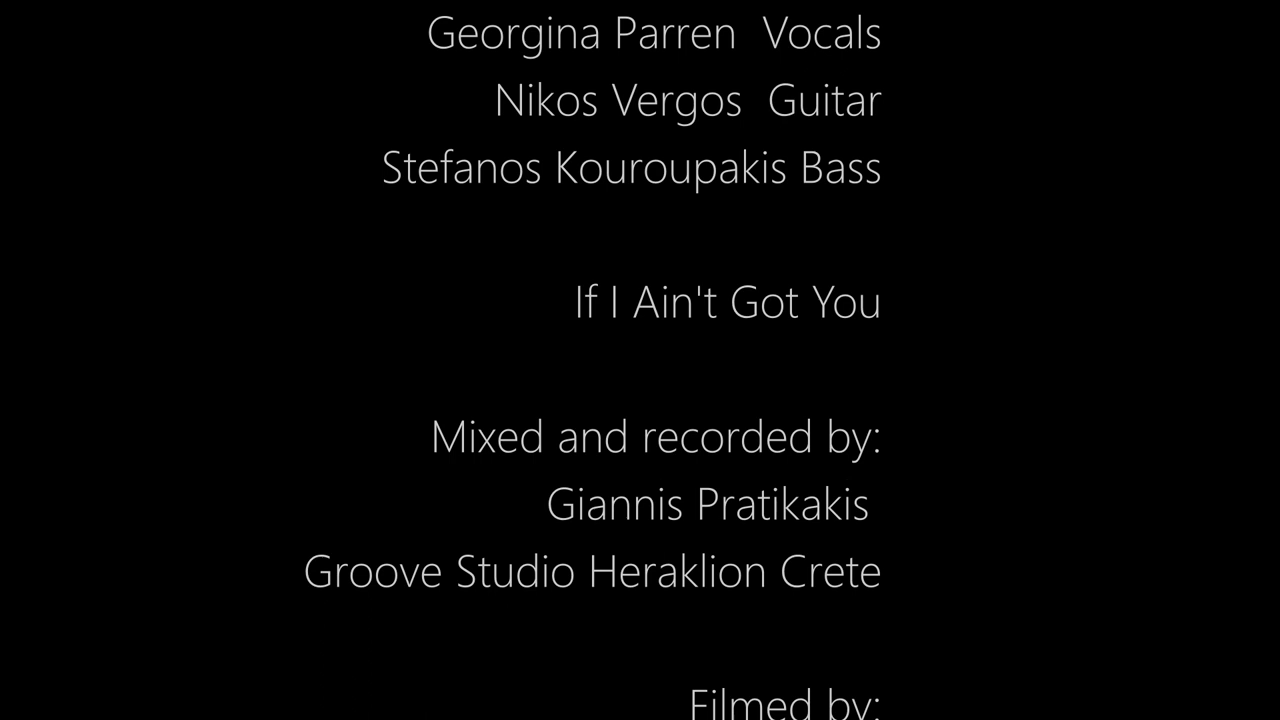 Georgina Parren  Vocals
Nikos Vergos  Guitar
Stefanos Kouroupakis Bass
If I Ain't Got You
Mixed and recorded by:
Giannis Pratikakis
Groove Studio Heraklion Crete
Filmed by: